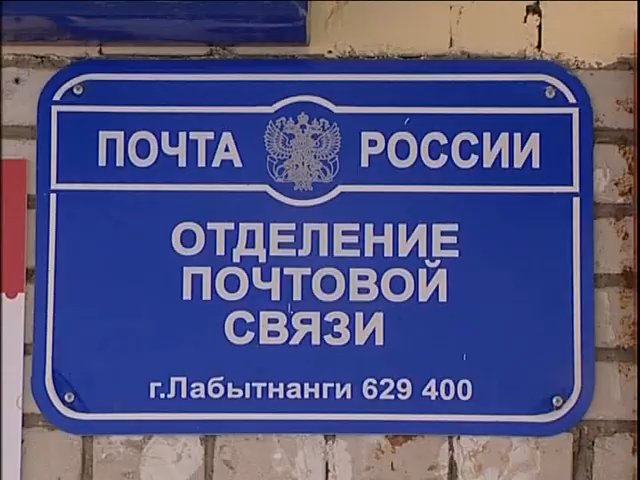 ПОЧТА РОССИИ
ОТДЕЛЕНИЕ
ПОЧТОВОЙ
СВЯЗИ
г.Лабытнанги 629 400